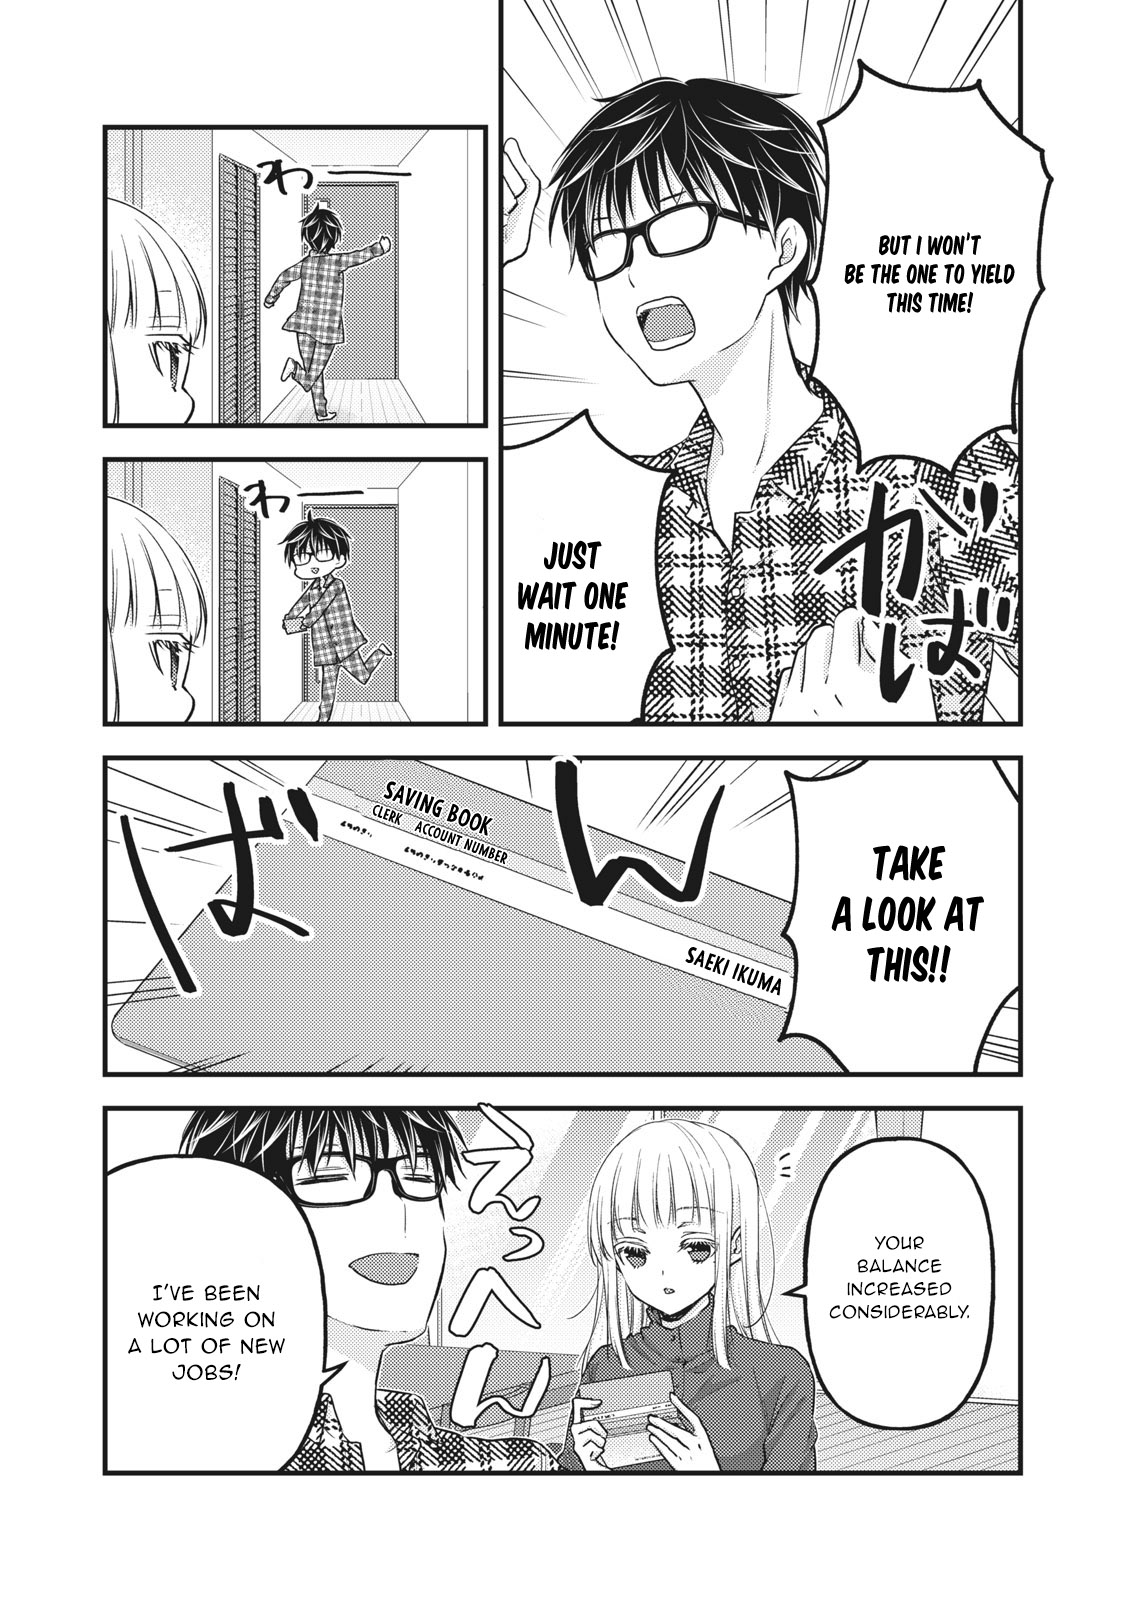 BUT I WON'T
BE THE ONE TO YIELD
THIS TIME!
がばっ
JUST
WAIT ONE
MINUTE!
わーー
わーー
TAKE
A LOOK AT
THIS!!
ばん
SAVING BOOK
CLERK ACCOUNT NUMBER
SAEKI IKUMA
YOUR
BALANCE
INCREASED
CONSIDERABLY.
えっへん
I'VE BEEN
WORKING ON
A LOT OF NEW
JOBS!